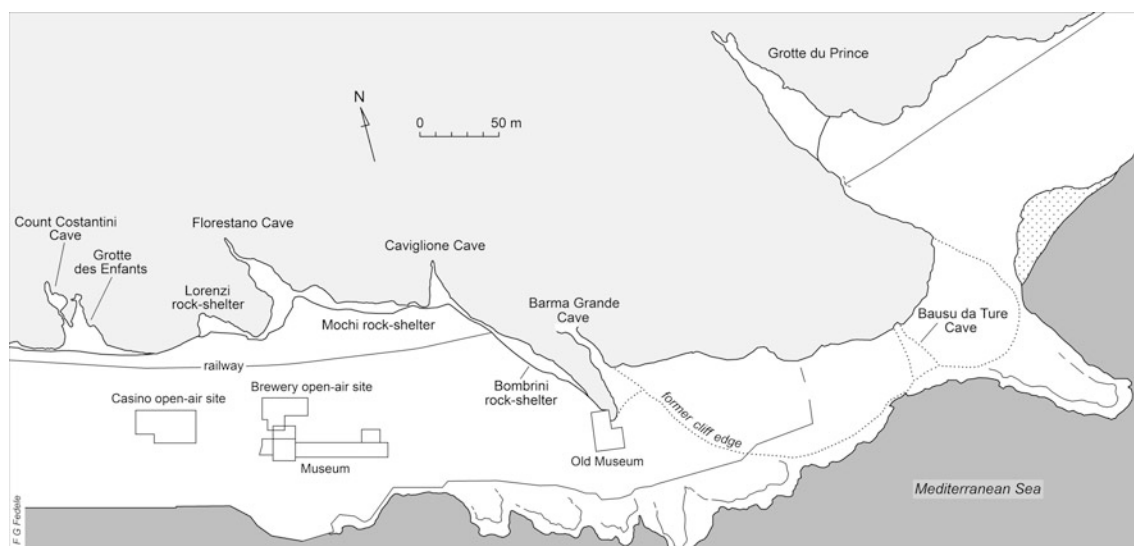 Grotte du Prince
N
0
50 m
Count Costantini
Cave
Florestano Cave
Grotte
des Enfants
Caviglione Cave
Lorenzi
rock-shelter
Mochi rock-shelter
Barma Grande
Cave
Bausu da Ture
Cave
railway
Bombrini
rock-shelter
Casino open-air site
Brewery open-air site
former cliff edge
Museum
Old Museum
Mediterranean Sea
F G Fedele